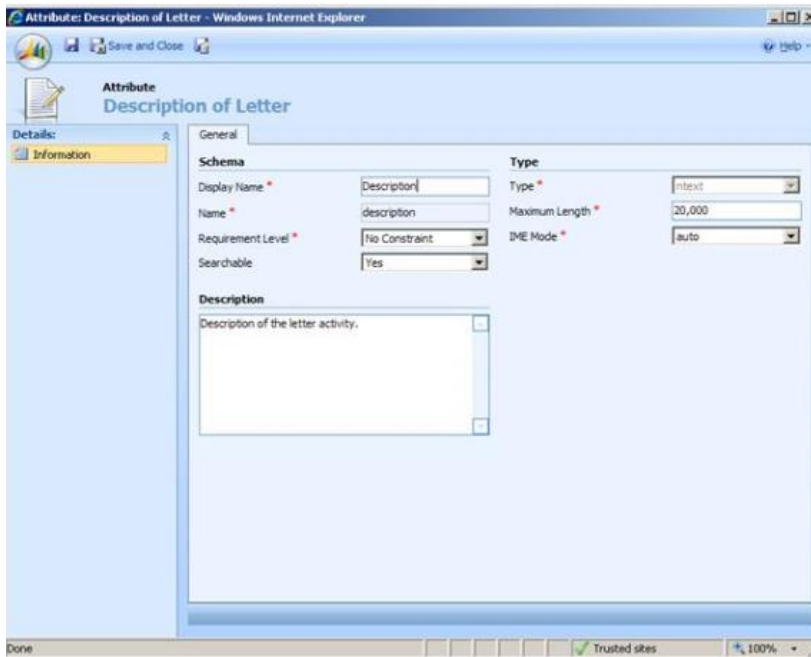 Attribute: Description of Letter - Windows Internet Explorer
Save and Close
Help
Attribute
Description of Letter
Details:
Information
General
Schema
Type
Display Name *
Description
Type *
ntext
Name *
description
Maximum Length *
20,000
Requirement Level *
No Constraint
IME Mode *
auto
Searchable
Yes
Description
Description of the letter activity.
Done
Trusted sites
100%